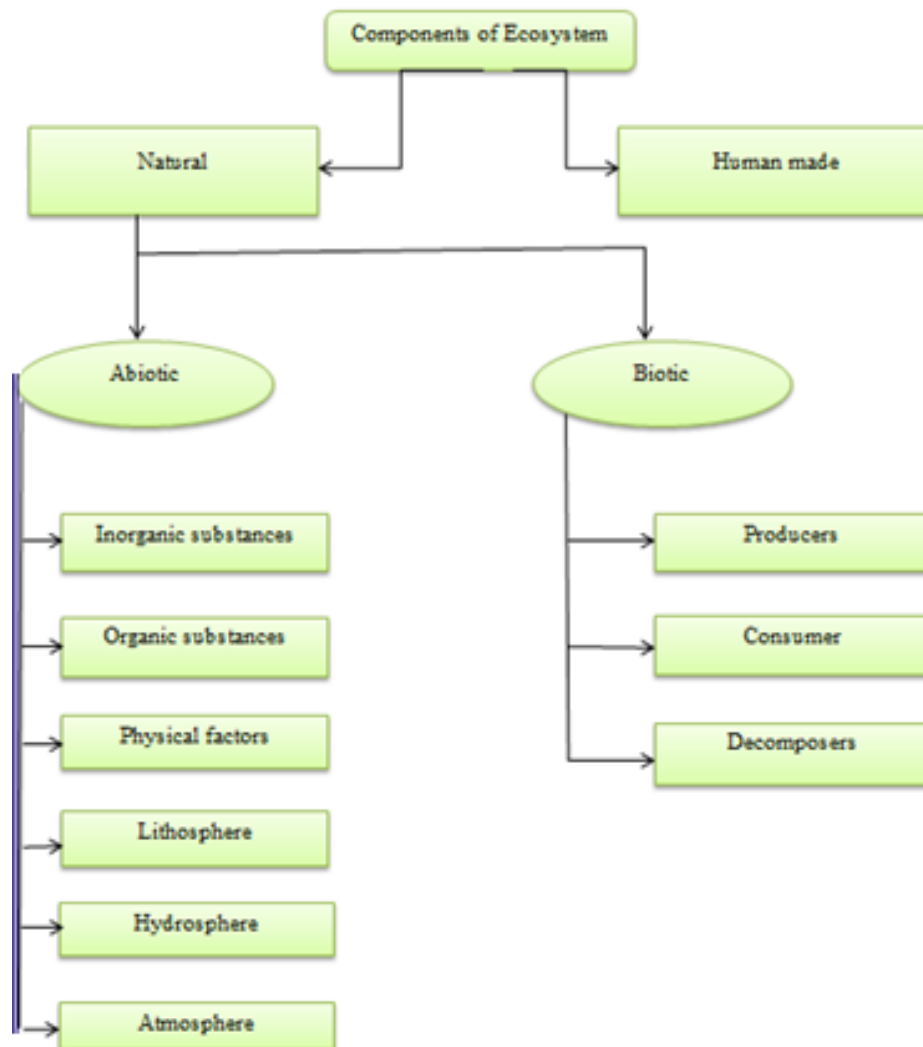 Components of Ecosystem
Natural
Human made
Abiotic
Biotic
Inorganic substances
Producers
Organic substances
Consumer
Physical factors
Decomposers
Lithosphere
Hydrosphere
Atmosphere